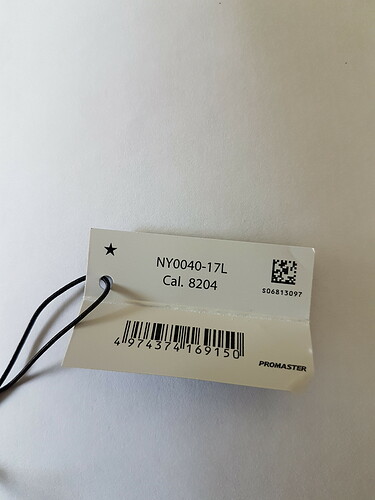 NY0040-17L
Cal. 8204
S06813097
4 974374 169150
PROMASTER